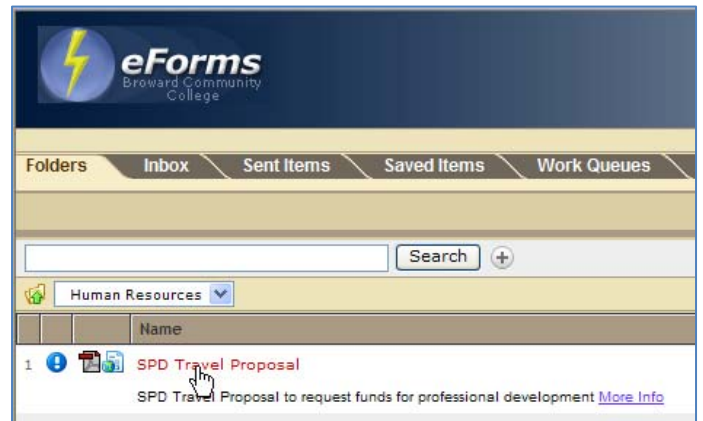 eForms
Broward Community
College
Folders Inbox Sent Items Saved Items Work Queues
Search
Human Resources
Name
1 SPD Travel Proposal
SPD Travel Proposal to request funds for professional development More Info